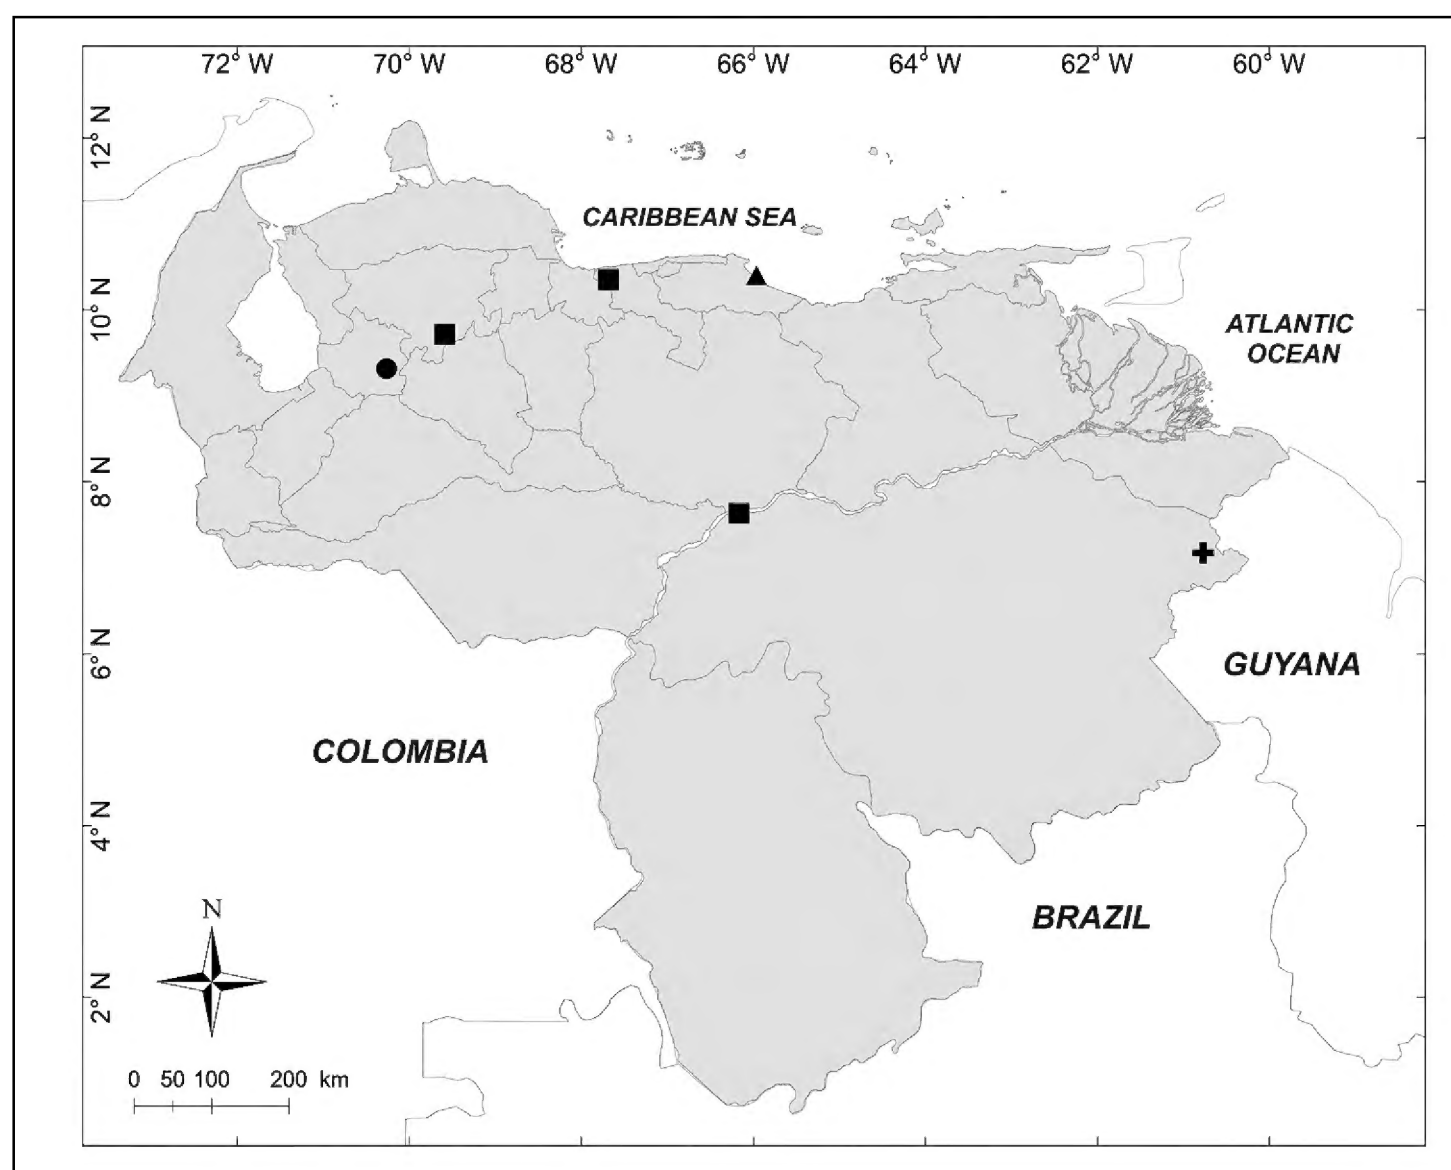 72° W 70° W 68° W 66° W 64° W 62° W 60° W
12° N
10° N
8° N
6° N
4° N
2° N
CARIBBEAN SEA
ATLANTIC
OCEAN
GUYANA
COLOMBIA
BRAZIL
N
0 50 100 200 km